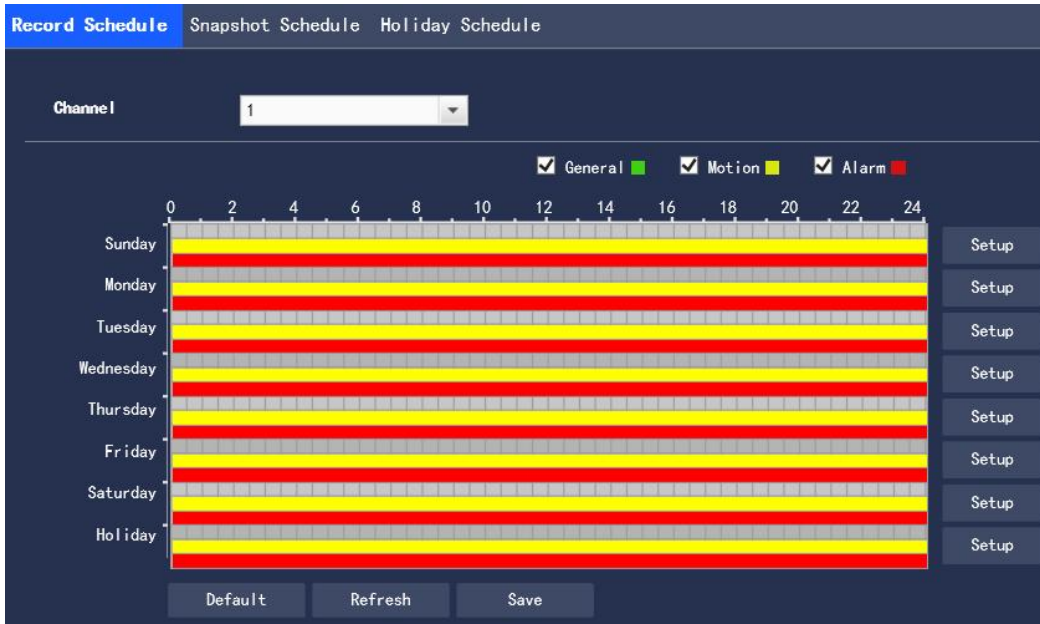 Record Schedule Snapshot Schedule Holiday Schedule
Channel 1
General Motion Alarm
0 2 4 6 8 10 12 14 16 18 20 22 24
Sunday Setup
Monday Setup
Tuesday Setup
Wednesday Setup
Thursday Setup
Friday Setup
Saturday Setup
Holiday Setup
Default Refresh Save